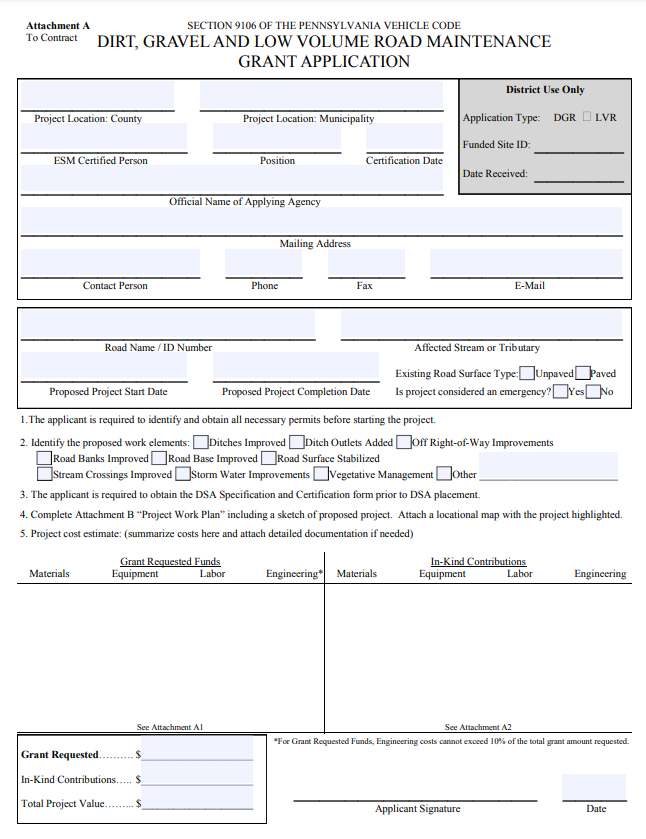 Attachment A
To Contract
SECTION 9106 OF THE PENNSYLVANIA VEHICLE CODE
DIRT, GRAVEL AND LOW VOLUME ROAD MAINTENANCE
GRANT APPLICATION
Project Location: County
Project Location: Municipality
ESM Certified Person
Position
Certification Date
Official Name of Applying Agency
Mailing Address
Contact Person
Phone
Fax
E-Mail
District Use Only
Application Type: DGR ☐ LVR
Funded Site ID:
Date Received:
Road Name / ID Number
Affected Stream or Tributary
Proposed Project Start Date
Proposed Project Completion Date
Existing Road Surface Type: ☐ Unpaved ☐ Paved
Is project considered an emergency? ☐ Yes ☐ No
1.The applicant is required to identify and obtain all necessary permits before starting the project.
2. Identify the proposed work elements: ☐ Ditches Improved ☐ Ditch Outlets Added ☐ Off Right-of-Way Improvements
☐ Road Banks Improved ☐ Road Base Improved ☐ Road Surface Stabilized
☐ Stream Crossings Improved ☐ Storm Water Improvements ☐ Vegetative Management ☐ Other
3. The applicant is required to obtain the DSA Specification and Certification form prior to DSA placement.
4. Complete Attachment B “Project Work Plan” including a sketch of proposed project. Attach a locational map with the project highlighted.
5. Project cost estimate: (summarize costs here and attach detailed documentation if needed)
Grant Requested Funds
Materials Equipment Labor Engineering*
See Attachment A1
In-Kind Contributions
Materials Equipment Labor Engineering
See Attachment A2
Grant Requested.......... $
In-Kind Contributions..... $
Total Project Value........ $
*For Grant Requested Funds, Engineering costs cannot exceed 10% of the total grant amount requested.
Applicant Signature
Date